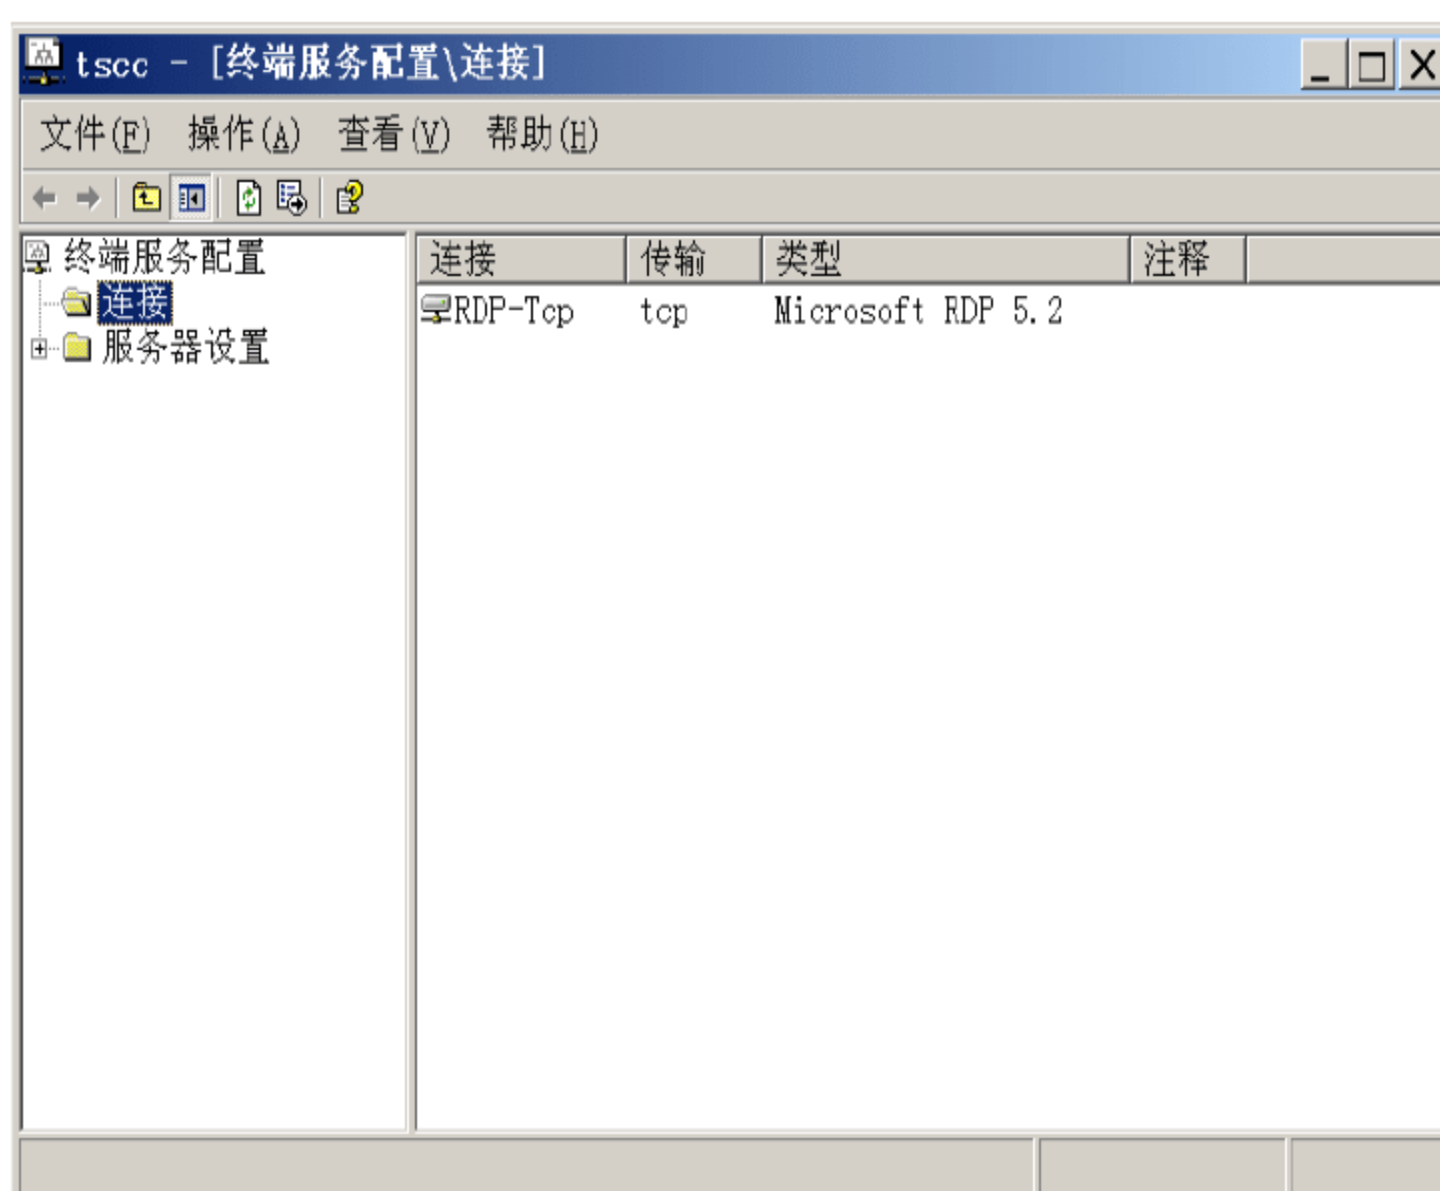 tscc - [终端服务配置\连接]
文件(F) 操作(A) 查看(V) 帮助(H)
终端服务配置
连接
服务器设置
连接 传输 类型 注释
RDP-Tcp tcp Microsoft RDP 5.2